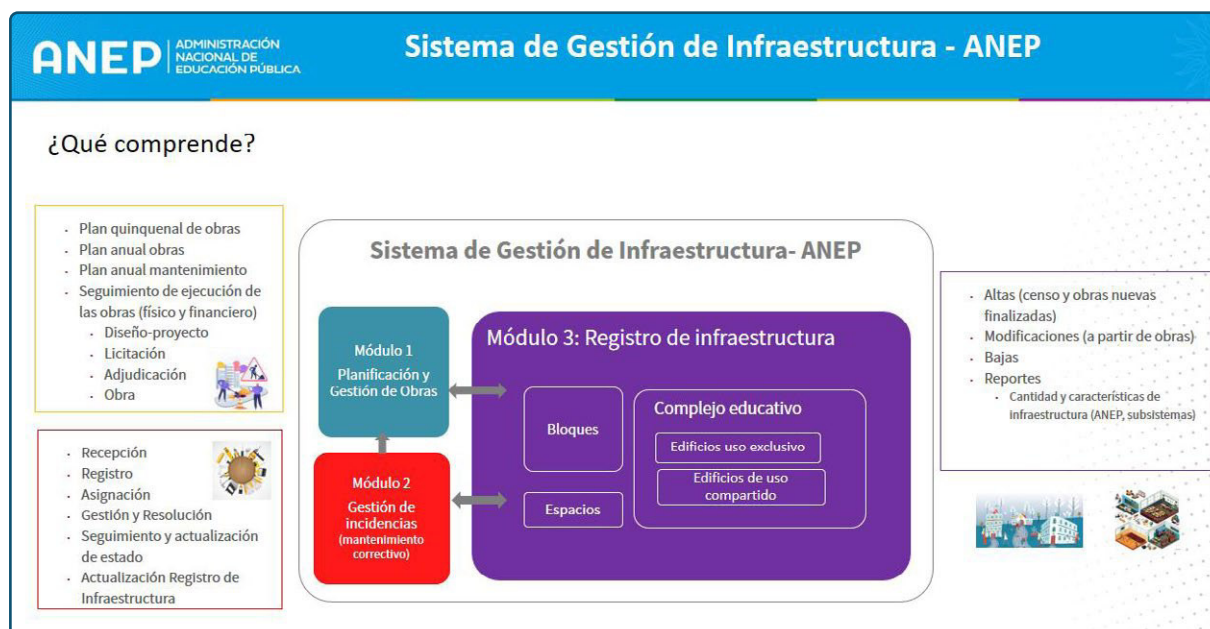 ANEP
ADMINISTRACIÓN
NACIONAL DE
EDUCACIÓN PÚBLICA
Sistema de Gestión de Infraestructura - ANEP
¿Qué comprende?
· Plan quinquenal de obras
· Plan anual obras
· Plan anual mantenimiento
· Seguimiento de ejecución de
las obras (físico y financiero)
· Diseño-proyecto
· Licitación
· Adjudicación
· Obra
· Recepción
· Registro
· Asignación
· Gestión y Resolución
· Seguimiento y actualización
de estado
· Actualización Registro de
Infraestructura
Sistema de Gestión de Infraestructura- ANEP
Módulo 1
Planificación y
Gestión de Obras
Módulo 2
Gestión de
incidencias
(mantenimiento
correctivo)
Módulo 3: Registro de infraestructura
Bloques
Espacios
Complejo educativo
Edificios uso exclusivo
Edificios de uso
compartido
· Altas (censo y obras nuevas
finalizadas)
· Modificaciones (a partir de obras)
· Bajas
· Reportes
· Cantidad y características de
infraestructura (ANEP, subsistemas)